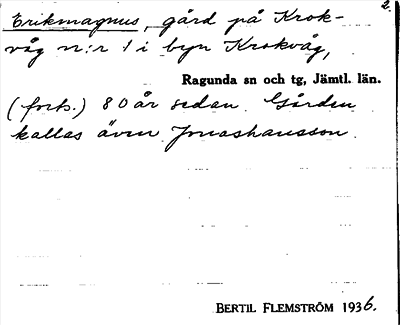 2.
Erikmagnus, gård på Krok-
våg n:r 1 i byn Krokvåg,
Ragunda sn och tg, Jämtl. län.
(forts.) 80 år sedan. Gården
kallas även Jonashansson.
BERTIL FLEMSTRÖM 1936.